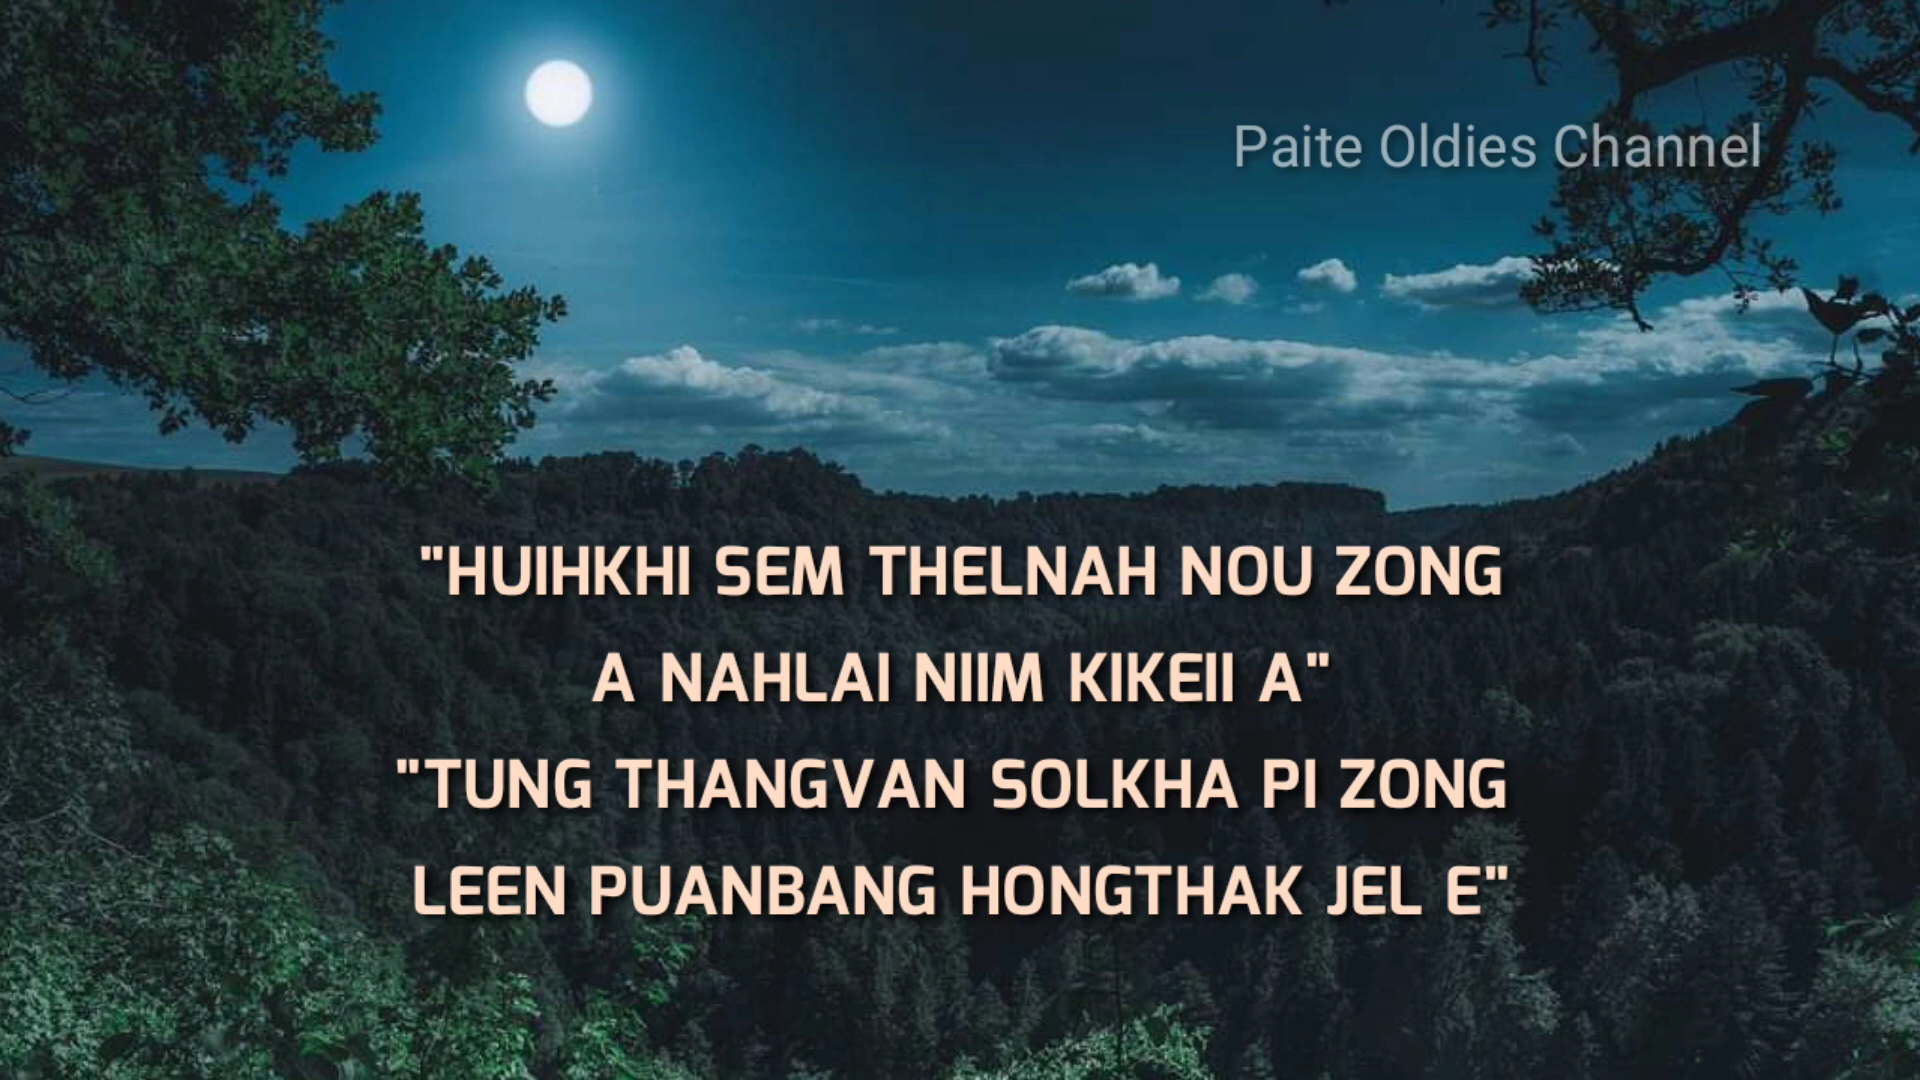 Paite Oldies Channel
"HUIHKHI SEM THELNAH NOU ZONG
A NAHLAI NIIM KIKEII A"
"TUNG THANGVAN SOLKHA PI ZONG
LEEN PUANBANG HONGTHAK JEL E"